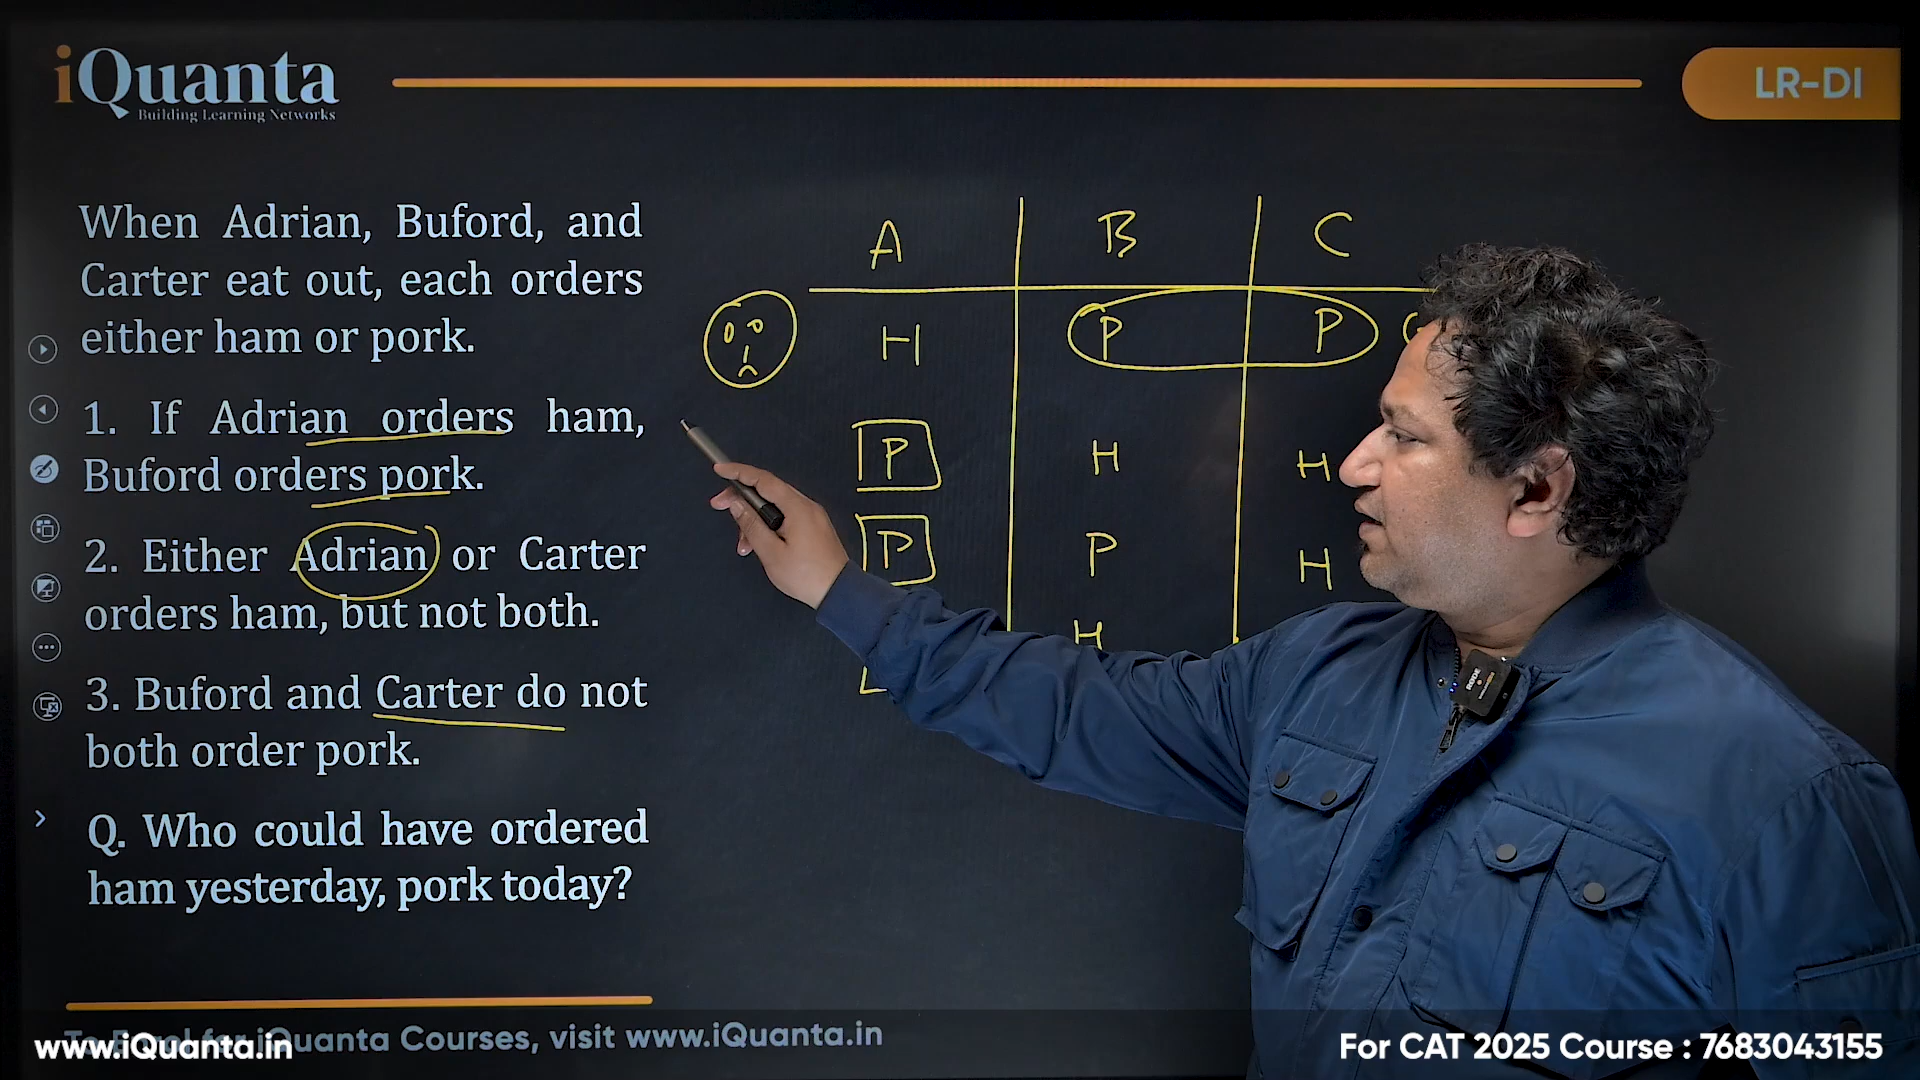 iQuanta
Building Learning Networks
LR-DI
When Adrian, Buford, and
Carter eat out, each orders
either ham or pork.
1. If Adrian orders ham,
Buford orders pork.
2. Either Adrian or Carter
orders ham, but not both.
3. Buford and Carter do not
both order pork.
Q. Who could have ordered
ham yesterday, pork today?
A B C
H P P
P H H
P P H
H
RODE
iQuanta Courses, visit www.iQuanta.in
www.iQuanta.in
For CAT 2025 Course : 7683043155